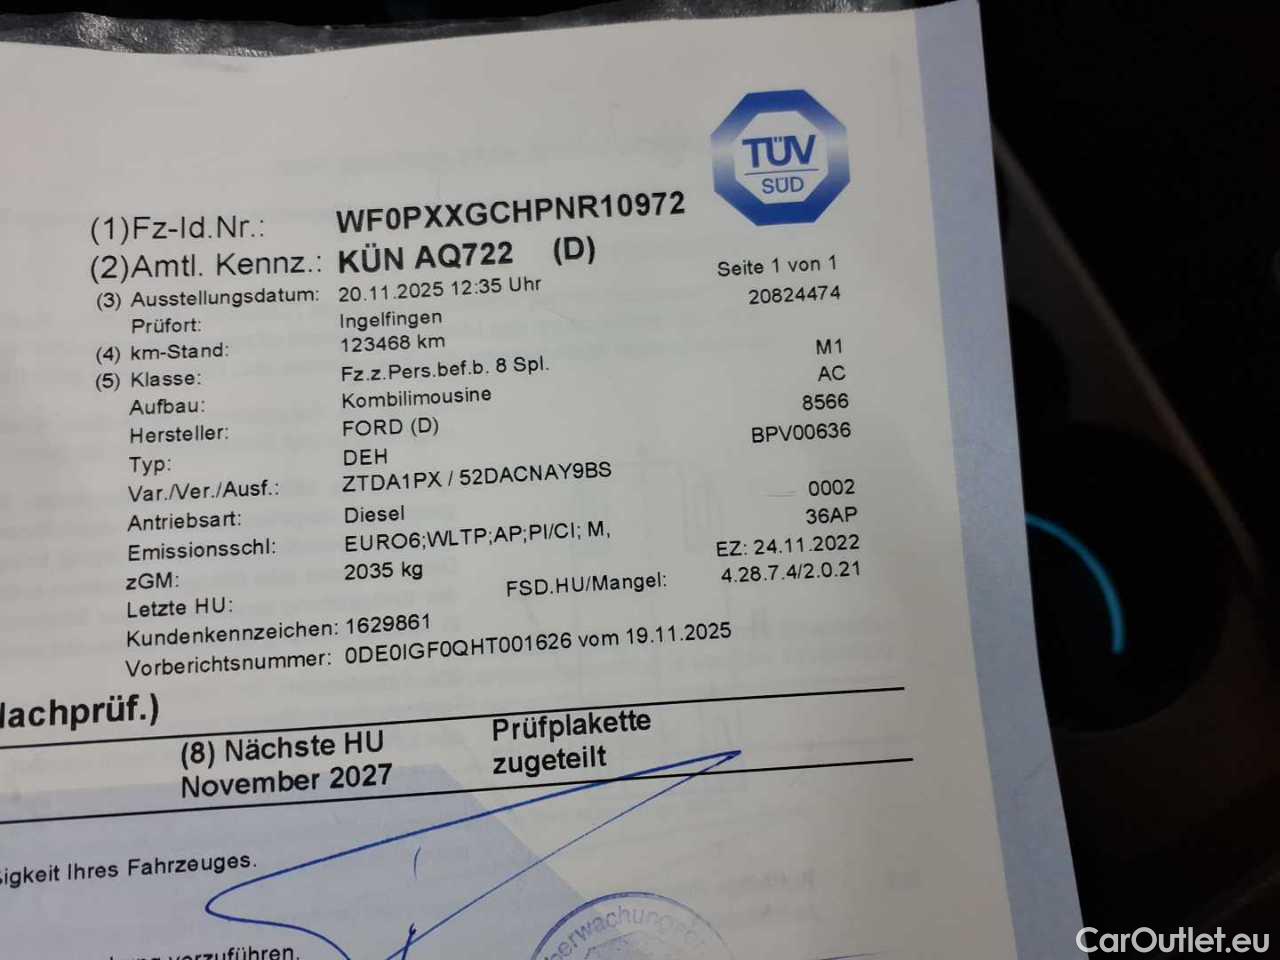 TÜV
SÜD
(1)Fz-Id.Nr.: WF0PXXGCHPNR10972
(2)Amtl. Kennz.: KÜN AQ722 (D)
(3) Ausstellungsdatum: 20.11.2025 12:35 Uhr Seite 1 von 1
Prüfort: Ingelfingen 20824474
(4) km-Stand: 123468 km
(5) Klasse: Fz.z.Pers.bef.b. 8 Spl. M1
Aufbau: Kombilimousine AC
Hersteller: FORD (D) 8566
Typ: DEH BPV00636
Var./Ver./Ausf.: ZTDA1PX / 52DACNAY9BS
Antriebsart: Diesel 0002
Emissionsschl: EURO6;WLTP;AP;PI/CI; M, 36AP
zGM: 2035 kg EZ: 24.11.2022
Letzte HU: FSD.HU/Mangel: 4.28.7.4/2.0.21
Kundenkennzeichen: 1629861
Vorberichtsnummer: 0DE0IGF0QHT001626 vom 19.11.2025
Nachprüf.)
(8) Nächste HU Prüfplakette
November 2027 zugeteilt
sigkeit Ihres Fahrzeuges.
vorzuführen.
CarOutlet.eu